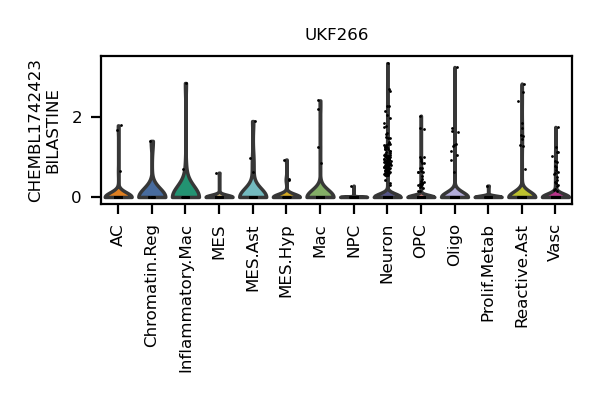 UKF266
CHEMBL1742423
BILASTINE
2
0
AC
Chromatin.Reg
Inflammatory.Mac
MES
MES.Ast
MES.Hyp
Mac
NPC
Neuron
OPC
Oligo
Prolif.Metab
Reactive.Ast
Vasc